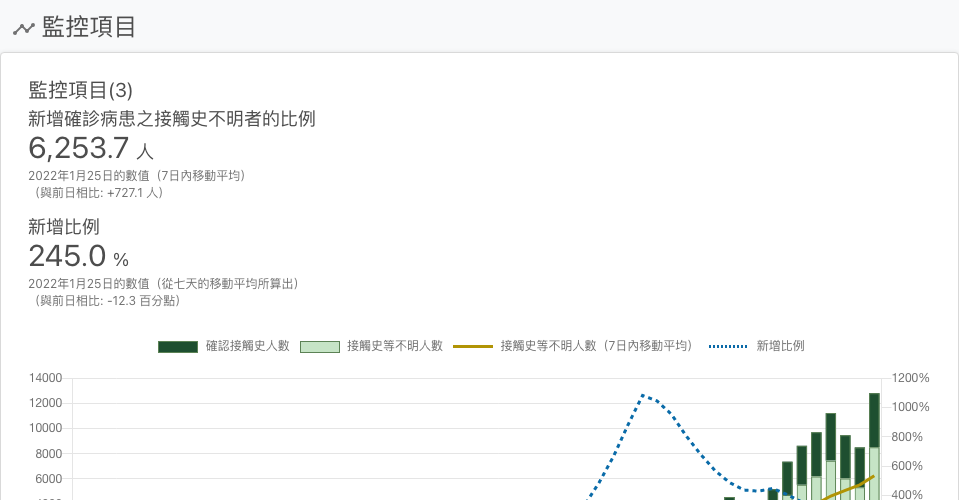 監控項目
監控項目(3)
新增確診病患之接觸史不明者的比例
6,253.7 人
2022年1月25日的數值（7日內移動平均）
（與前日相比: +727.1 人）
新增比例
245.0 %
2022年1月25日的數值（從七天的移動平均所算出）
（與前日相比: -12.3 百分點）
確認接觸史人數 接觸史等不明人數 接觸史等不明人數（7日內移動平均） 新增比例
14000 1200%
12000 1000%
10000 800%
8000 600%
6000 400%